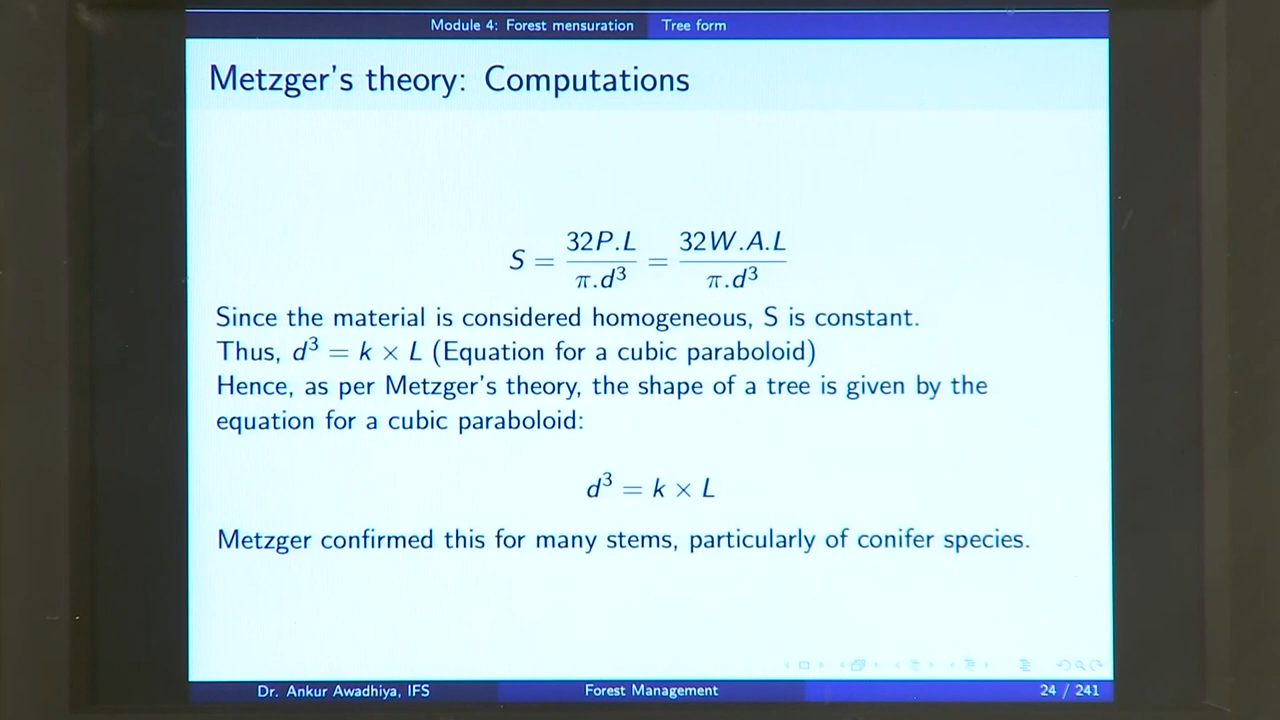 Module 4: Forest mensuration Tree form
Metzger's theory: Computations
S = 32P.L / π.d³ = 32W.A.L / π.d³
Since the material is considered homogeneous, S is constant.
Thus, d³ = k × L (Equation for a cubic paraboloid)
Hence, as per Metzger's theory, the shape of a tree is given by the
equation for a cubic paraboloid:
d³ = k × L
Metzger confirmed this for many stems, particularly of conifer species.
Dr. Ankur Awadhiya, IFS Forest Management 24 / 241